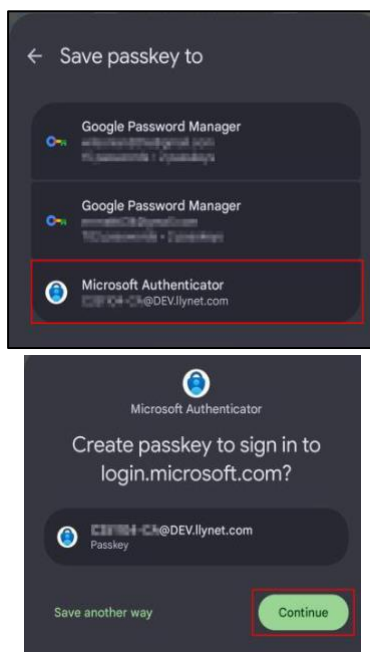 ← Save passkey to
Google Password Manager
Google Password Manager
Microsoft Authenticator
@DEV.llynet.com
Microsoft Authenticator
Create passkey to sign in to
login.microsoft.com?
@DEV.llynet.com
Passkey
Save another way
Continue